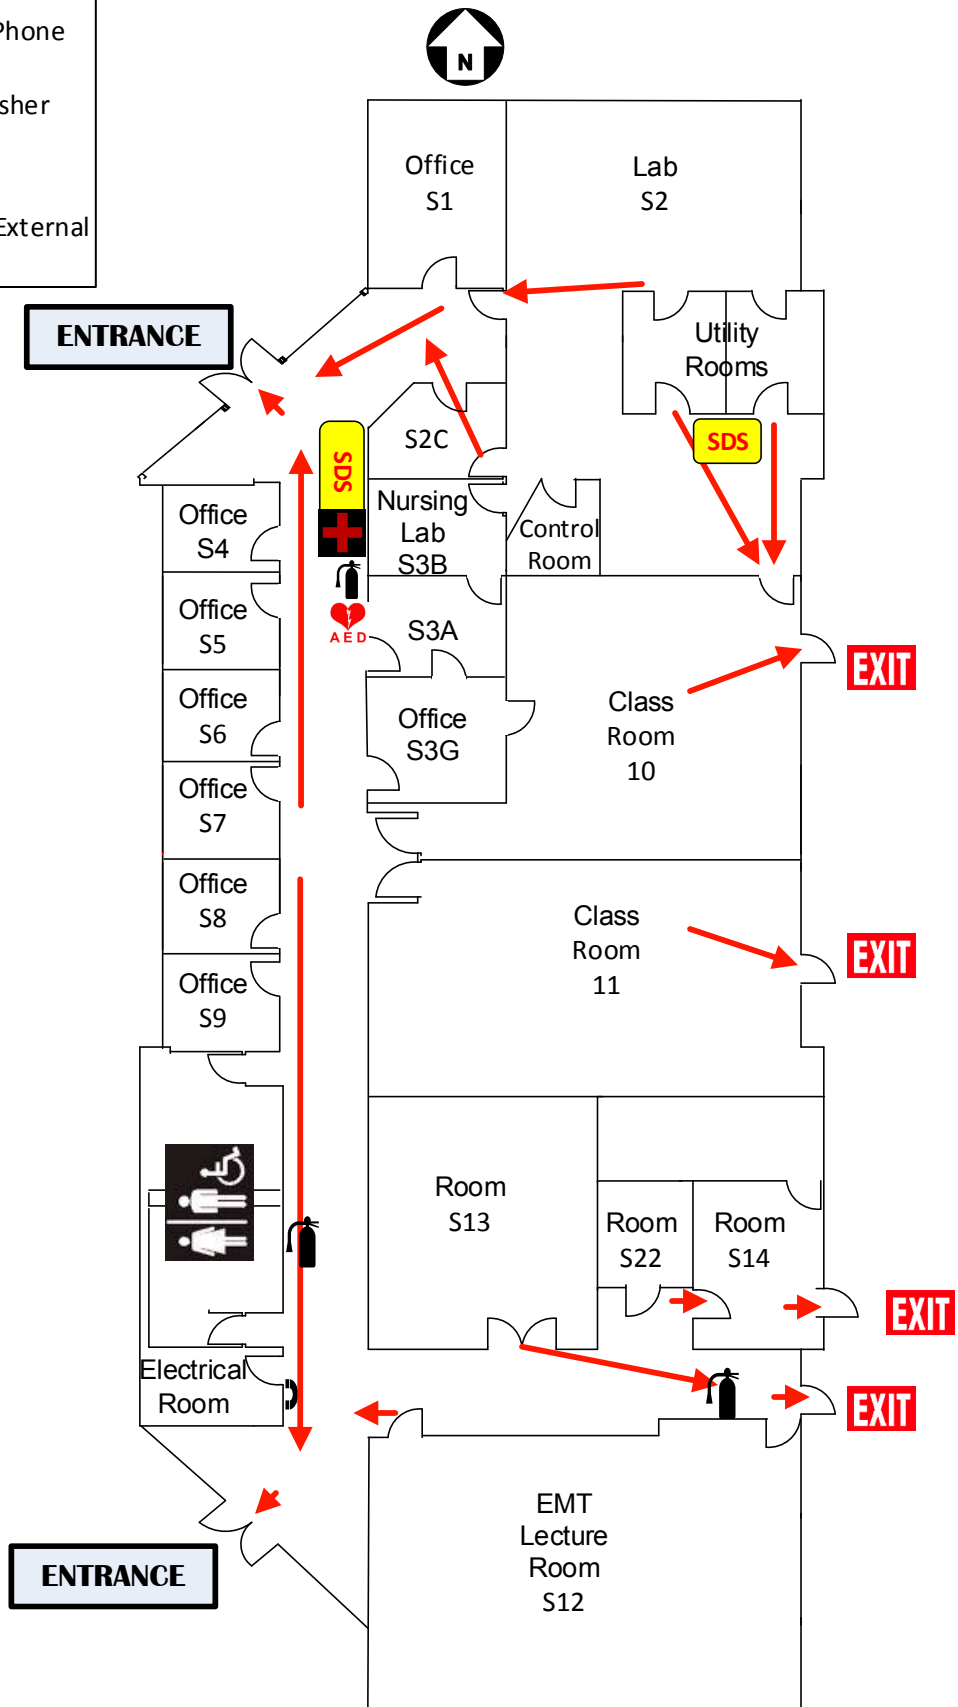 Phone
sher
External
N
Office
S1
Lab
S2
ENTRANCE
Utility
Rooms
S2C
SDS
SDS
Nursing
Lab
S3B
Control
Room
Office
S4
AED
S3A
Office
S5
EXIT
Office
S6
Office
S3G
Class
Room
10
Office
S7
Office
S8
Class
Room
11
EXIT
Office
S9
Room
S13
Room
S22
Room
S14
EXIT
Electrical
Room
EXIT
EMT
Lecture
Room
S12
ENTRANCE